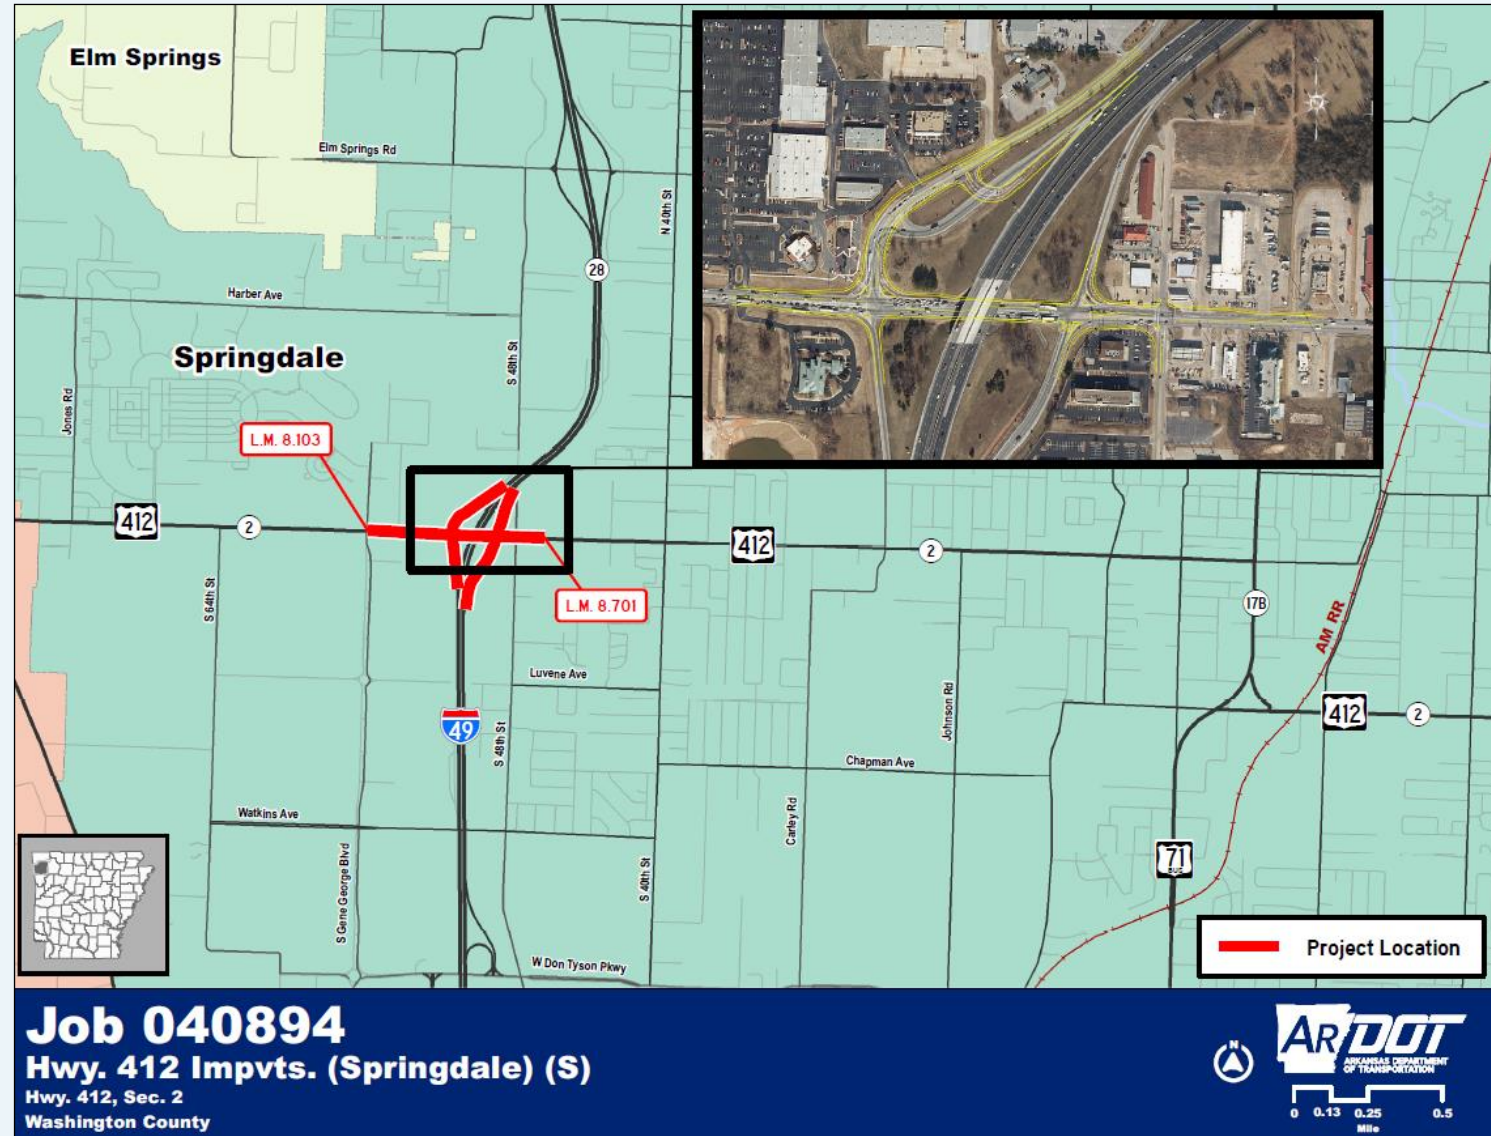 Elm Springs
Elm Springs Rd
N 40th St
28
Harber Ave
Springdale
S 48th St
Jones Rd
L.M. 8.103
412
2
412
2
L.M. 8.701
S 64th St
17B
AM RR
Luvene Ave
Johnson Rd
49
S 48th St
412
2
Chapman Ave
Watkins Ave
Carley Rd
S Gene George Blvd
S 40th St
71
BUS
W Don Tyson Pkwy
Project Location
Job 040894
Hwy. 412 Impvts. (Springdale) (S)
Hwy. 412, Sec. 2
Washington County
N
ARDOT
ARKANSAS DEPARTMENT
OF TRANSPORTATION
0 0.13 0.25 0.5
Mile